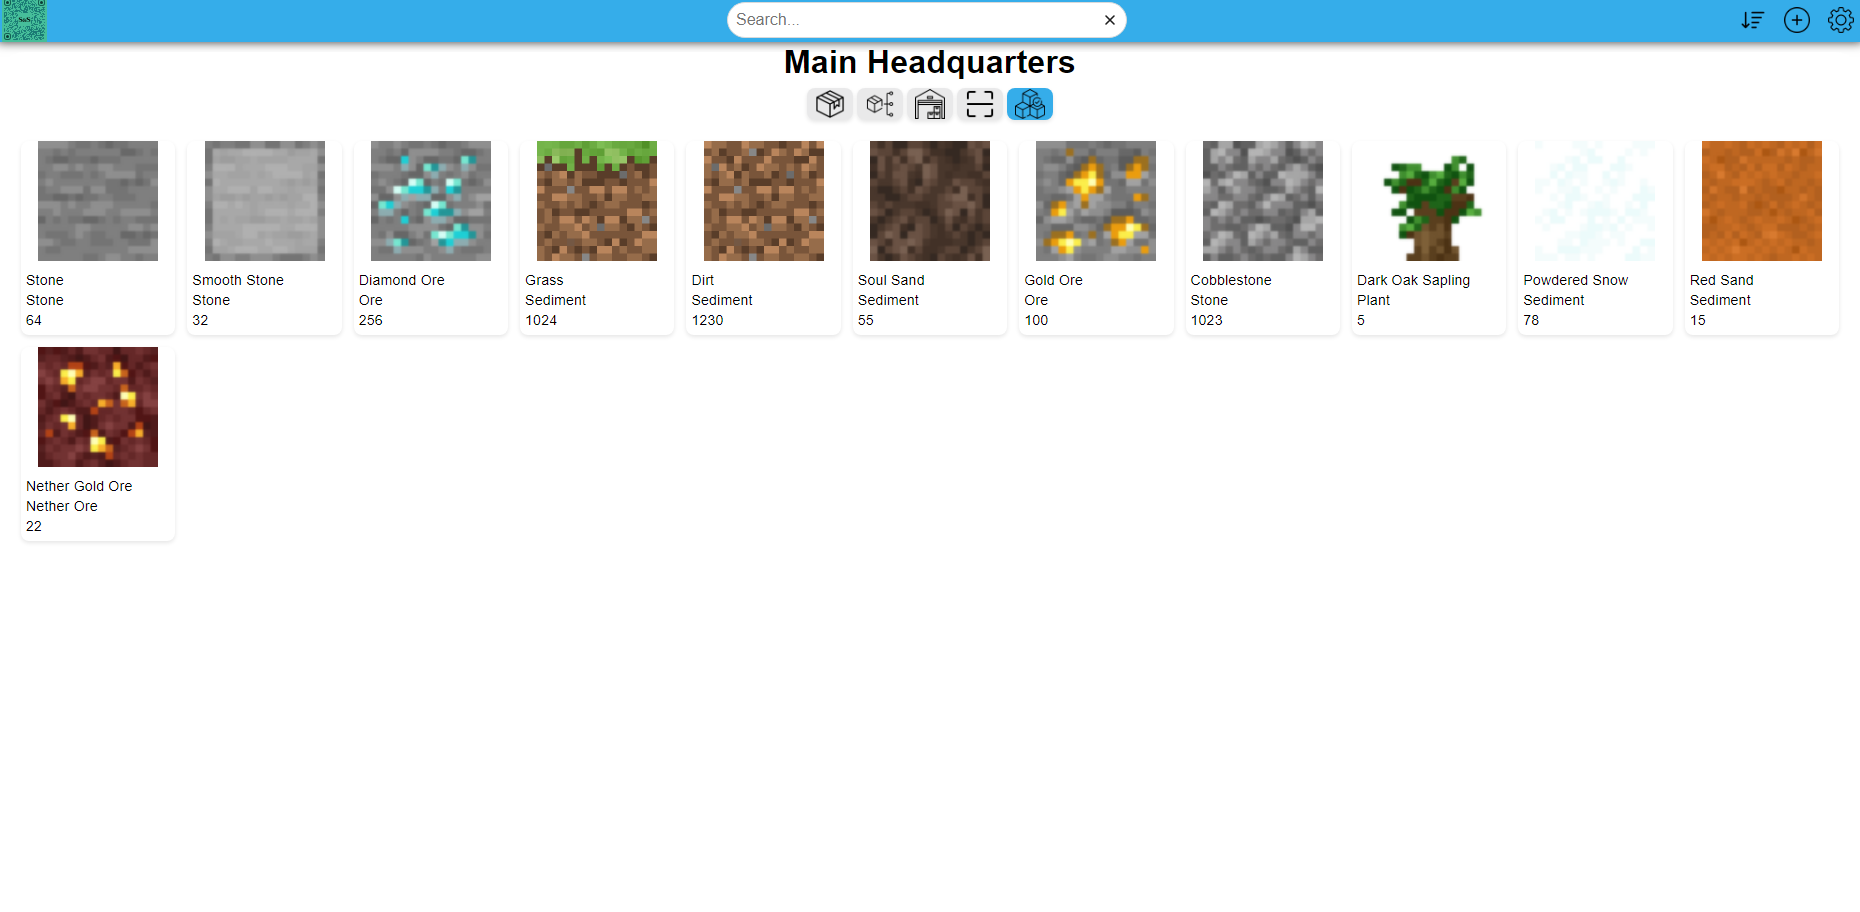 S&S
Search...
Main Headquarters
Stone
Stone
64
Smooth Stone
Stone
32
Diamond Ore
Ore
256
Grass
Sediment
1024
Dirt
Sediment
1230
Soul Sand
Sediment
55
Gold Ore
Ore
100
Cobblestone
Stone
1023
Dark Oak Sapling
Plant
5
Powdered Snow
Sediment
78
Red Sand
Sediment
15
Nether Gold Ore
Nether Ore
22